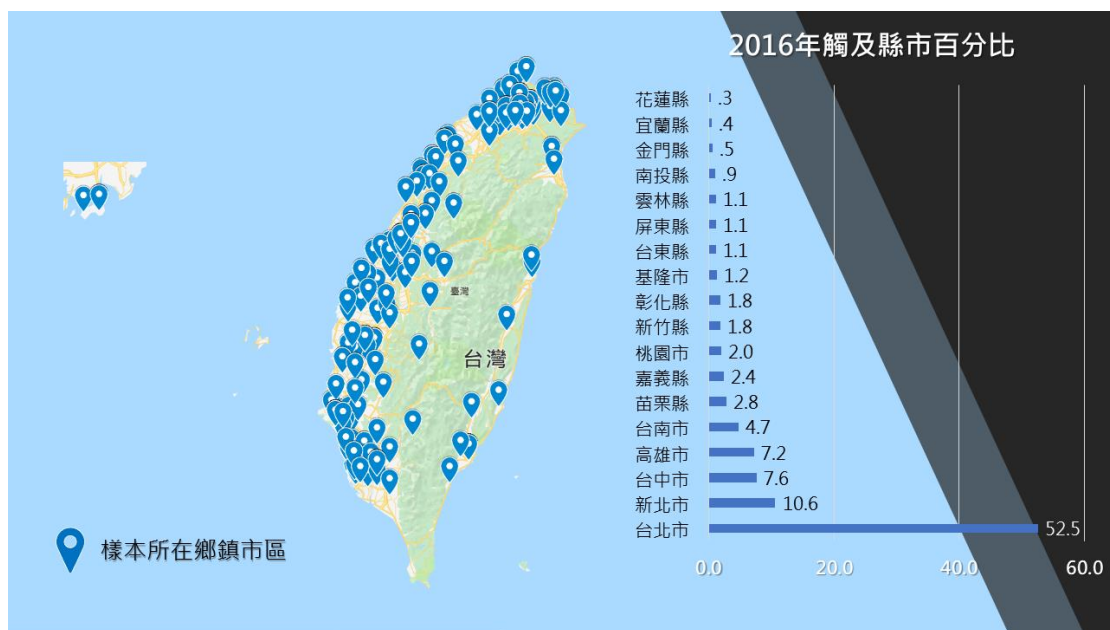 2016年觸及縣市百分比
花蓮縣 .3
宜蘭縣 .4
金門縣 .5
南投縣 .9
雲林縣 1.1
屏東縣 1.1
台東縣 1.1
基隆市 1.2
彰化縣 1.8
新竹縣 1.8
桃園市 2.0
嘉義縣 2.4
苗栗縣 2.8
台南市 4.7
高雄市 7.2
台中市 7.6
新北市 10.6
台北市 52.5
0.0 20.0 40.0 60.0
臺灣
台灣
樣本所在鄉鎮市區